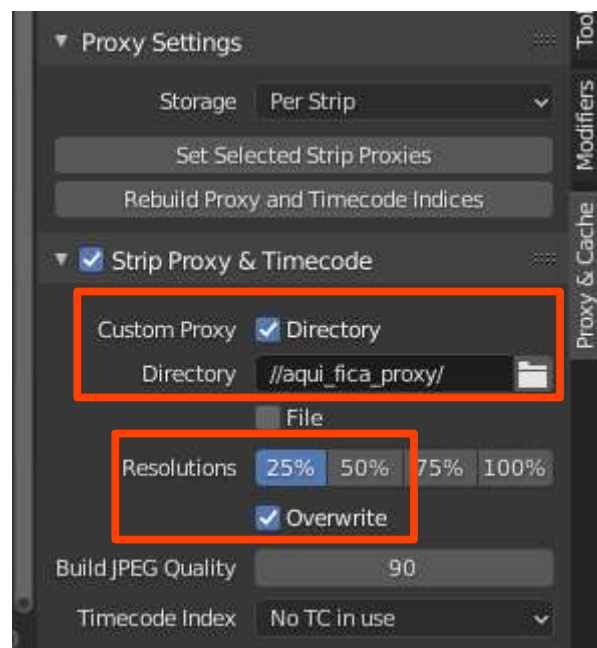 Proxy Settings
Storage Per Strip
Set Selected Strip Proxies
Rebuild Proxy and Timecode Indices
Strip Proxy & Timecode
Custom Proxy Directory
Directory //aqui_fica_proxy/
File
Resolutions 25% 50% 75% 100%
Overwrite
Build JPEG Quality 90
Timecode Index No TC in use
Tool
Modifiers
Proxy & Cache